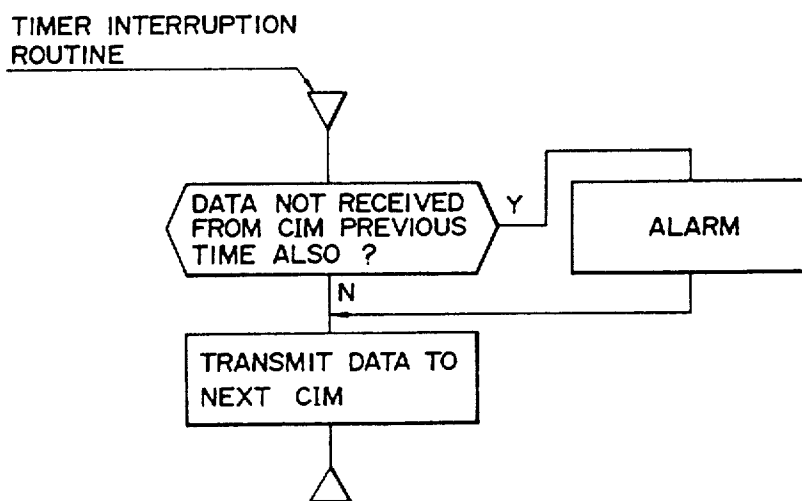 TIMER INTERRUPTION
ROUTINE
DATA NOT RECEIVED
FROM CIM PREVIOUS
TIME ALSO ?
Y
ALARM
N
TRANSMIT DATA TO
NEXT CIM